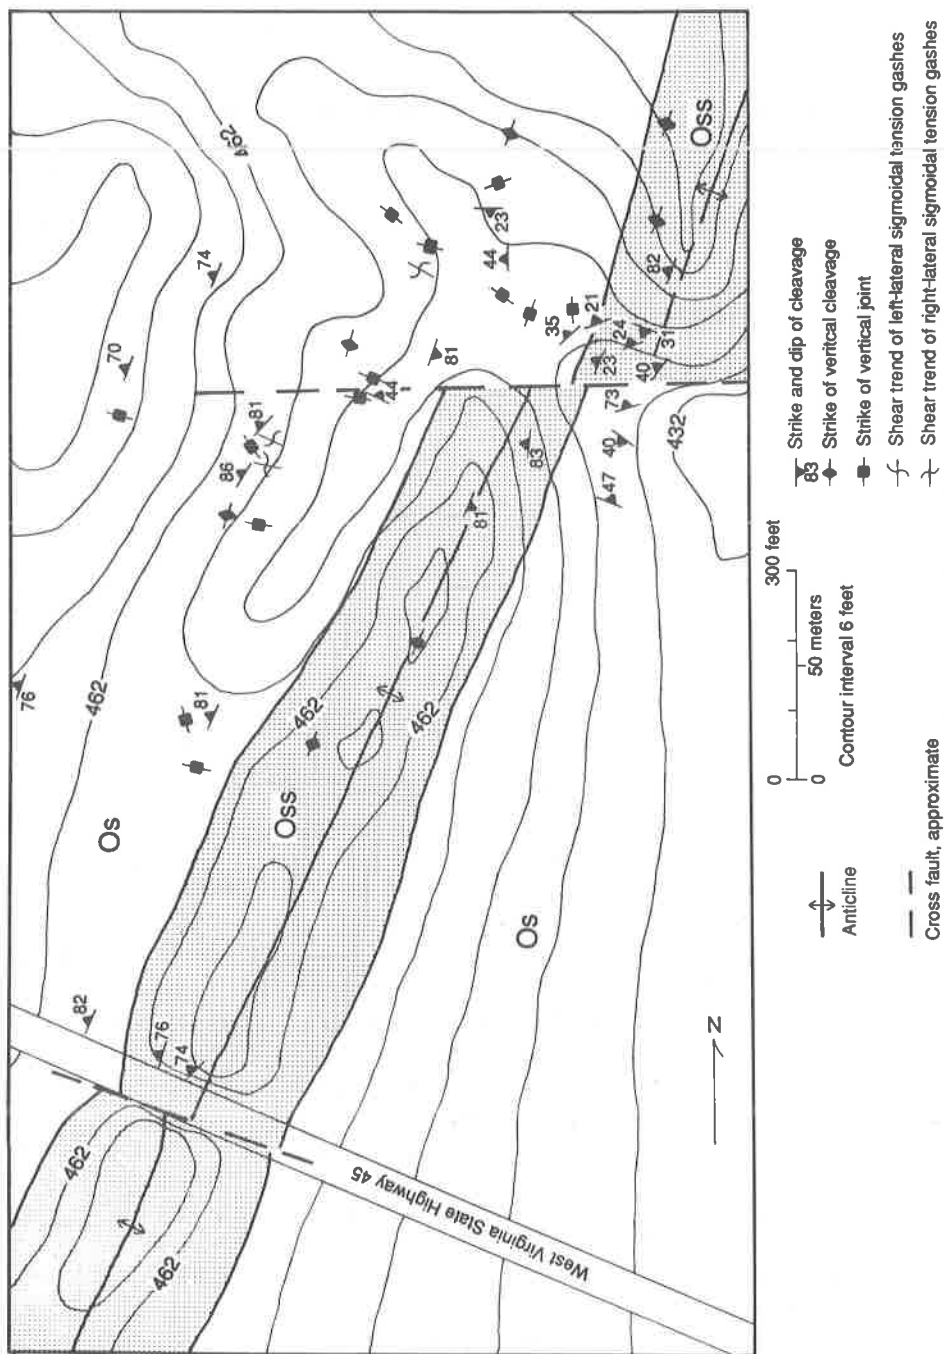 76
462
70
74
82
Os
81
86
81
76
74
462
Oss
462
81
44
81
23
44
462
462
81
83
35
21
Oss
Os
47
40
73
23
24
40
31
82
432
West Virginia State Highway 45
N
0 300 feet
0 50 meters
Contour interval 6 feet
Anticline
Cross fault, approximate
83 Strike and dip of cleavage
Strike of veritcal cleavage
Strike of vertical joint
Shear trend of left-lateral sigmoidal tension gashes
Shear trend of right-lateral sigmoidal tension gashes